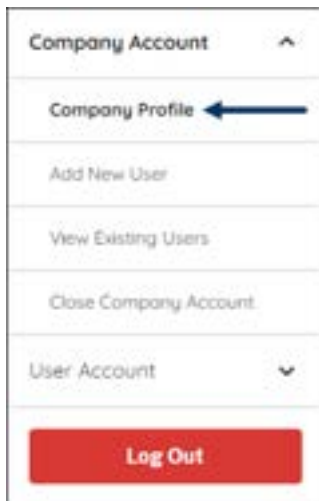 Company Account
Company Profile
Add New User
View Existing Users
Close Company Account
User Account
Log Out